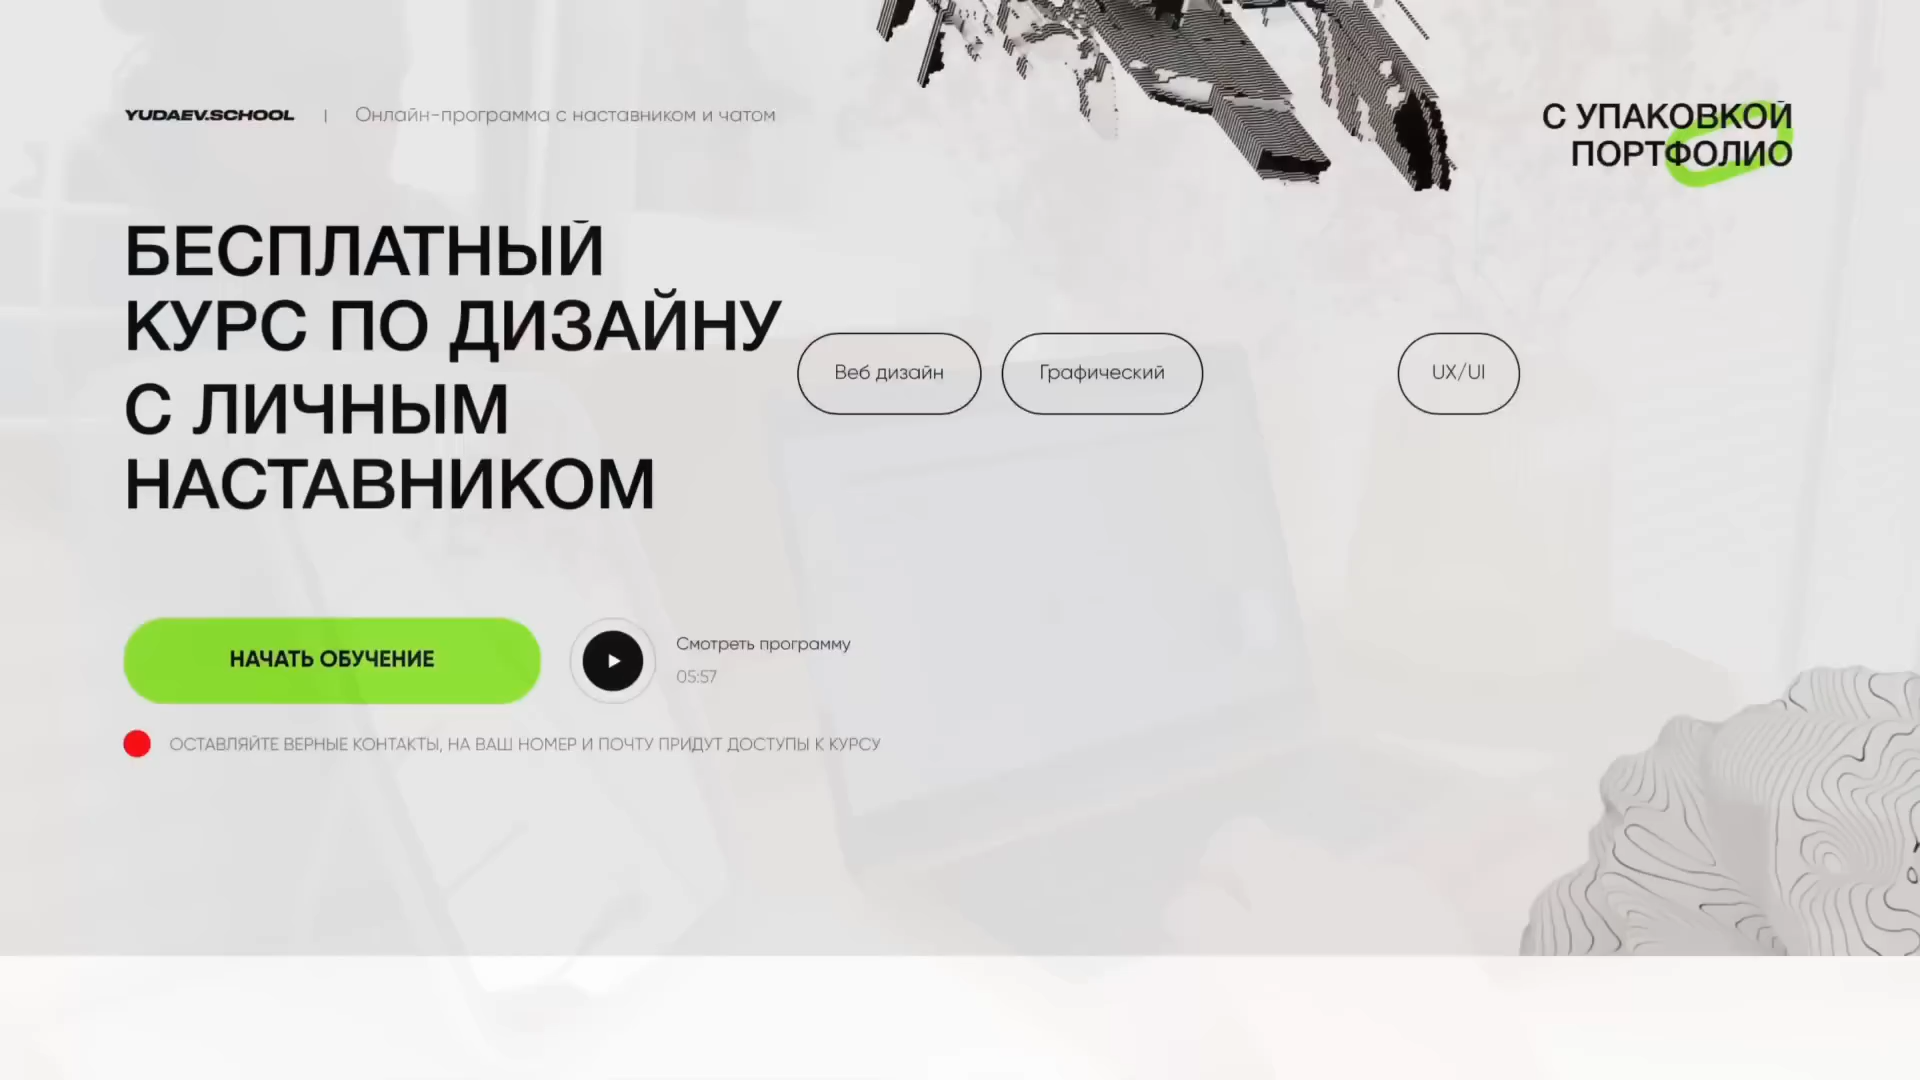 YUDAEV.SCHOOL | Онлайн-программа с наставником и чатом
С УПАКОВКОЙ
ПОРТФОЛИО
БЕСПЛАТНЫЙ
КУРС ПО ДИЗАЙНУ
С ЛИЧНЫМ
НАСТАВНИКОМ
Веб дизайн
Графический
UX/UI
НАЧАТЬ ОБУЧЕНИЕ
Смотреть программу
05:57
ОСТАВЛЯЙТЕ ВЕРНЫЕ КОНТАКТЫ, НА ВАШ НОМЕР И ПОЧТУ ПРИДУТ ДОСТУПЫ К КУРСУ